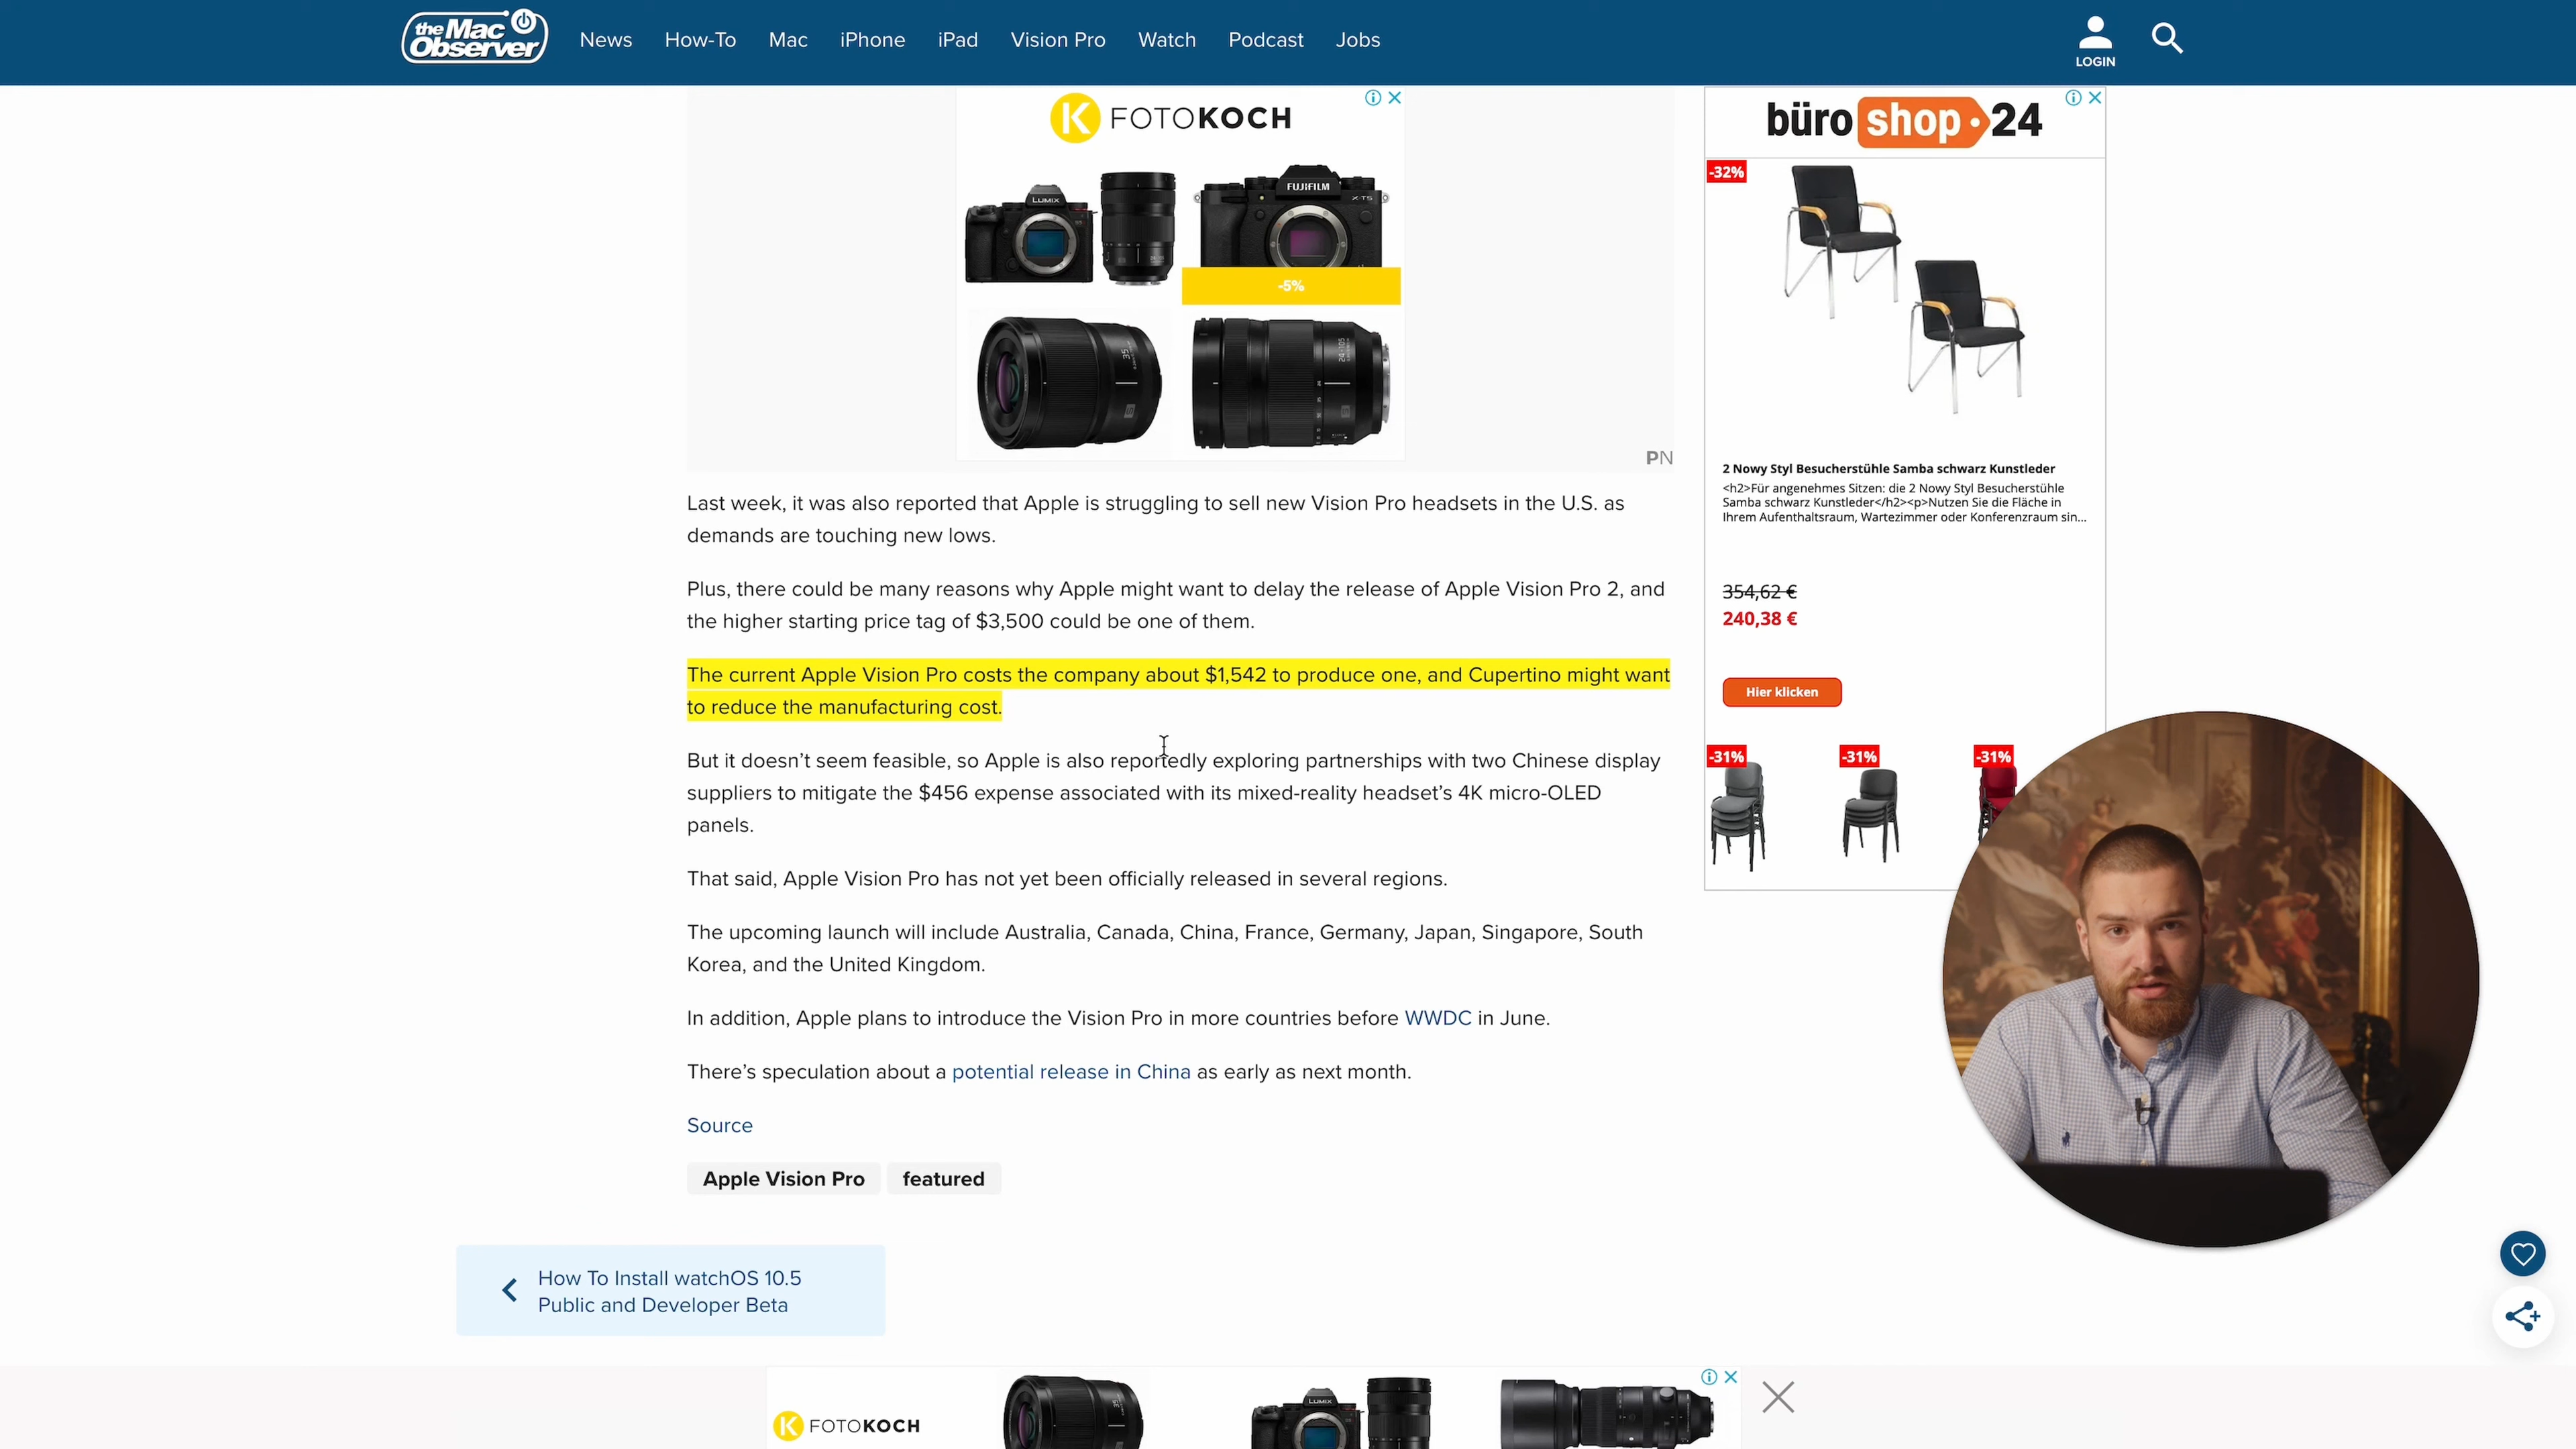 the Mac Observer
News How-To Mac iPhone iPad Vision Pro Watch Podcast Jobs
LOGIN
FOTOKOCH
LUMIX
FUJIFILM
X-T5
-5%
35
24-105
PN
büro shop 24
-32%
2 Nowy Styl Besucherstühle Samba schwarz Kunstleder
<h2>Für angenehmes Sitzen: die 2 Nowy Styl Besucherstühle
Samba schwarz Kunstleder</h2><p>Nutzen Sie die Fläche in
Ihrem Aufenthaltsraum, Wartezimmer oder Konferenzraum sin...
354,62 €
240,38 €
Hier klicken
-31% -31% -31%
Last week, it was also reported that Apple is struggling to sell new Vision Pro headsets in the U.S. as
demands are touching new lows.
Plus, there could be many reasons why Apple might want to delay the release of Apple Vision Pro 2, and
the higher starting price tag of $3,500 could be one of them.
The current Apple Vision Pro costs the company about $1,542 to produce one, and Cupertino might want
to reduce the manufacturing cost.
But it doesn’t seem feasible, so Apple is also reportedly exploring partnerships with two Chinese display
suppliers to mitigate the $456 expense associated with its mixed-reality headset’s 4K micro-OLED
panels.
That said, Apple Vision Pro has not yet been officially released in several regions.
The upcoming launch will include Australia, Canada, China, France, Germany, Japan, Singapore, South
Korea, and the United Kingdom.
In addition, Apple plans to introduce the Vision Pro in more countries before WWDC in June.
There’s speculation about a potential release in China as early as next month.
Source
Apple Vision Pro featured
How To Install watchOS 10.5
Public and Developer Beta
FOTOKOCH
35
LUMIX